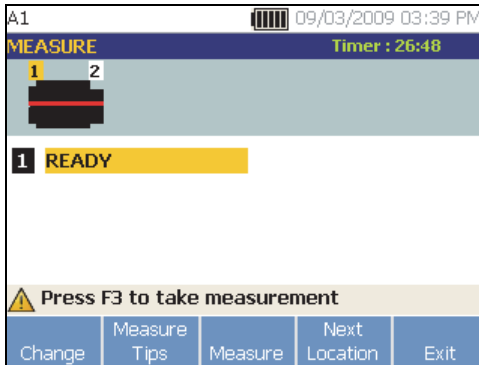 A1 09/03/2009 03:39 PM
MEASURE Timer : 26:48
1 2
1 READY
Press F3 to take measurement
Change Measure Tips Measure Next Location Exit